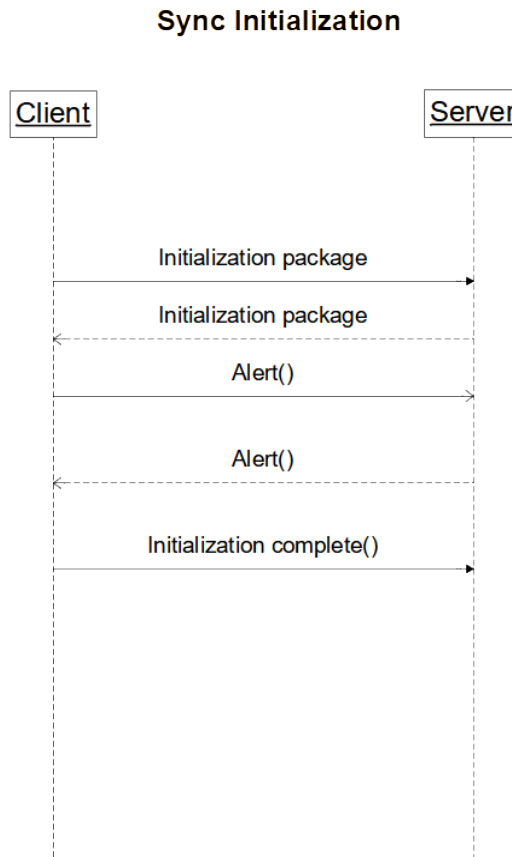 Sync Initialization
Client
Server
Initialization package
Initialization package
Alert()
Alert()
Initialization complete()